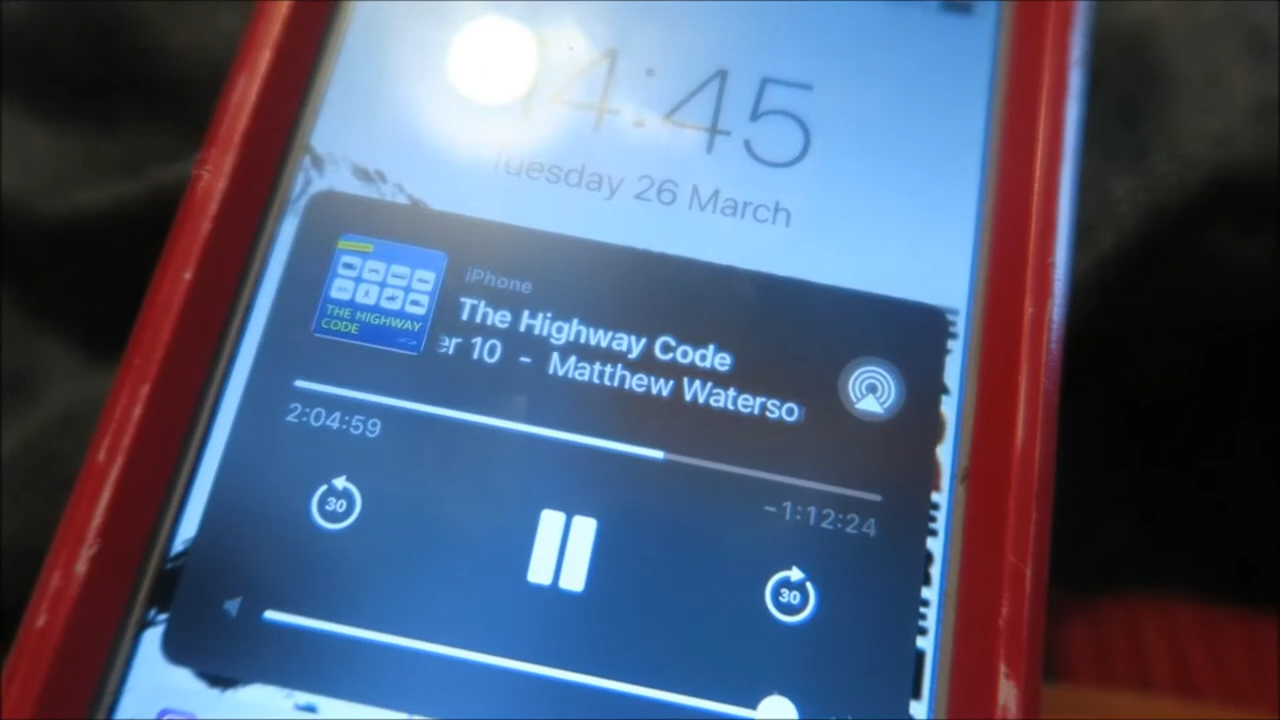 14:45
Tuesday 26 March
iPhone
The Highway Code
er 10 - Matthew Waterso
THE HIGHWAY
CODE
2:04:59
-1:12:24
30
30